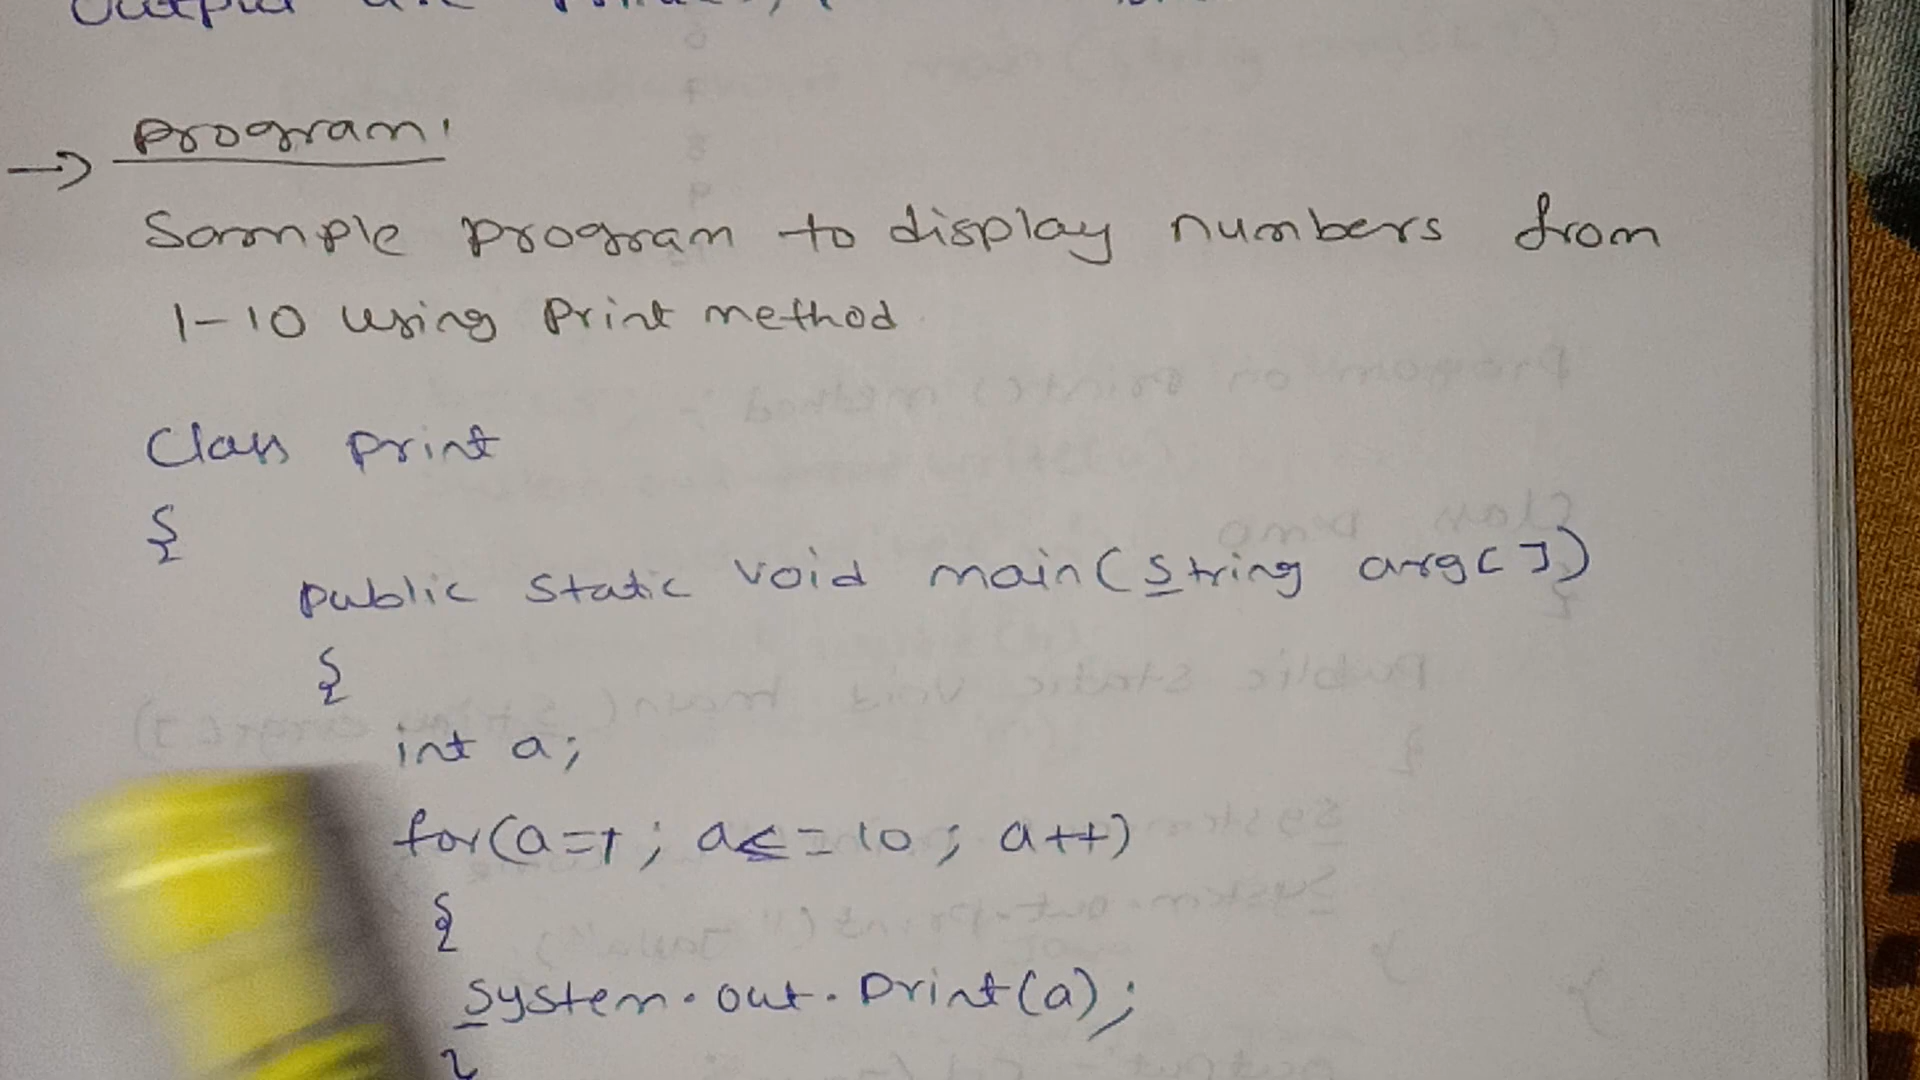 Output
program:
Sample program to display numbers from
1-10 using Print method
Class print
{
public static void main(String arg[])
{
int a;
for(a=1; a<=10; a++)
{
System.out.print(a);
}